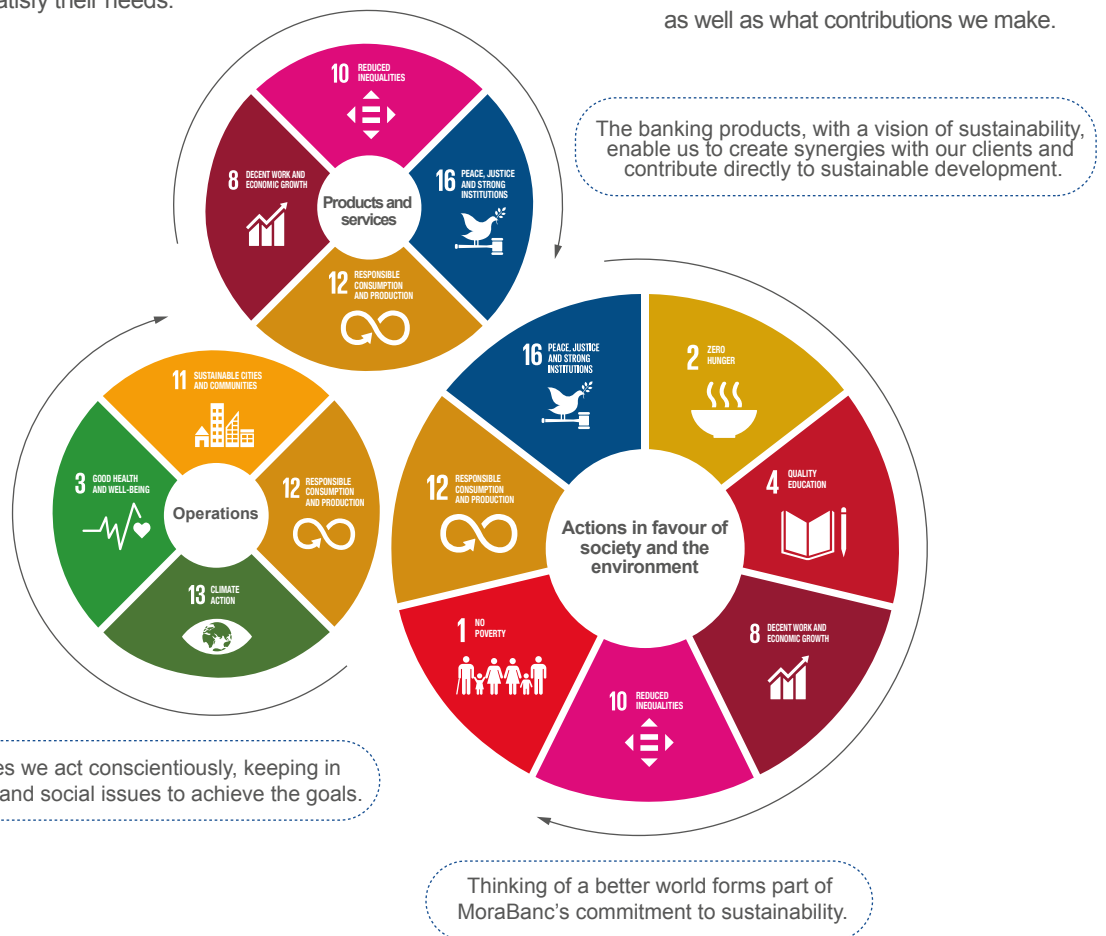 satisfy their needs.
as well as what contributions we make.
10 REDUCED
INEQUALITIES
8 DECENT WORK AND
ECONOMIC GROWTH
Products and
services
16 PEACE, JUSTICE
AND STRONG
INSTITUTIONS
12 RESPONSIBLE
CONSUMPTION
AND PRODUCTION
The banking products, with a vision of sustainability,
enable us to create synergies with our clients and
contribute directly to sustainable development.
11 SUSTAINABLE CITIES
AND COMMUNITIES
3 GOOD HEALTH
AND WELL-BEING
Operations
12 RESPONSIBLE
CONSUMPTION
AND PRODUCTION
13 CLIMATE
ACTION
16 PEACE, JUSTICE
AND STRONG
INSTITUTIONS
2 ZERO
HUNGER
12 RESPONSIBLE
CONSUMPTION
AND PRODUCTION
4 QUALITY
EDUCATION
Actions in favour of
society and the
environment
1 NO
POVERTY
8 DECENT WORK AND
ECONOMIC GROWTH
10 REDUCED
INEQUALITIES
we act conscientiously, keeping in
and social issues to achieve the goals.
Thinking of a better world forms part of
MoraBanc's commitment to sustainability.